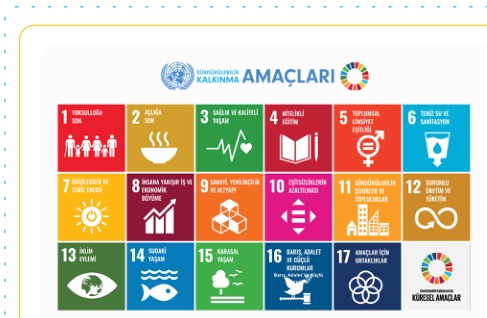 SÜRDÜRÜLEBİLİR
KALKINMA AMAÇLARI
1 YOKSULLUĞA
SON
2 AÇLIĞA
SON
3 SAĞLIK VE KALİTELİ
YAŞAM
4 NİTELİKLİ
EĞİTİM
5 TOPLUMSAL
CİNSİYET
EŞİTLİĞİ
6 TEMİZ SU VE
SANİTASYON
7 ERİŞİLEBİLİR VE
TEMİZ ENERJİ
8 İNSANA YAKIŞIR İŞ VE
EKONOMİK
BÜYÜME
9 SANAYİ, YENİLİKÇİLİK
VE ALTYAPI
10 EŞİTSİZLİKLERİN
AZALTILMASI
11 SÜRDÜRÜLEBİLİR
ŞEHİRLER VE
TOPLULUKLAR
12 SORUMLU
ÜRETİM VE
TÜKETİM
13 İKLİM
EYLEMİ
14 SUDAKİ
YAŞAM
15 KARASAL
YAŞAM
16 BARIŞ, ADALET
VE GÜÇLÜ
KURUMLAR
Barış, Adalet Ve Güçlü
17 AMAÇLAR İÇİN
ORTAKLIKLAR
KÜRESEL AMAÇLAR